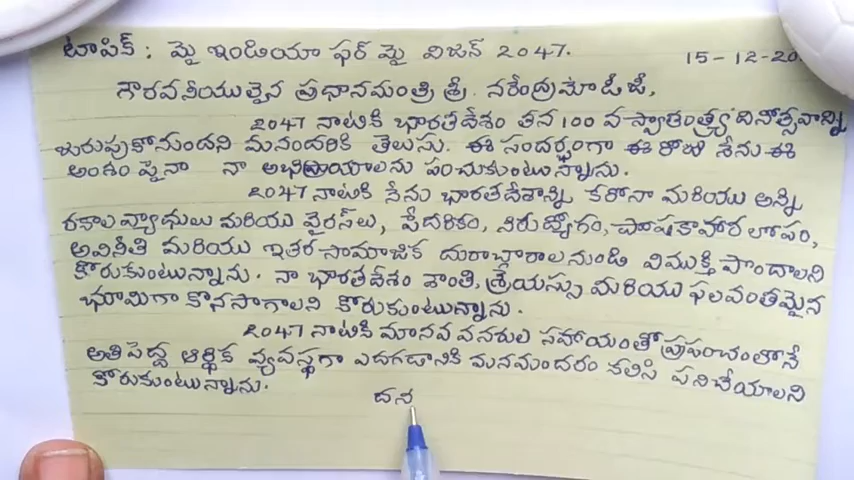 టాపిక్ : మై ఇండియా ఫర్ మై విజన్ 2047.
15-12-20
గౌరవనీయులైన ప్రధానమంత్రి శ్రీ. నరేంద్రమోడీజీ,
2047 నాటికి భారతదేశం తన 100 వ స్వాతంత్ర్య దినోత్సవాన్ని
జరుపుకోనుందని మనందరికి తెలుసు. ఈ సందర్భంగా ఈ రోజు నేను ఈ
అంశం పైనా నా అభిప్రాయాలను పంచుకుంటున్నాను.
2047 నాటికి నేను భారతదేశాన్ని కరోనా మరియు అన్ని
రకాల వ్యాధులు మరియు వైరస్‌లు, పేదరికం, నిరుద్యోగం, పోషకాహార లోపం,
అవినీతి మరియు ఇతర సామాజిక దురాచారాలనుండి విముక్తి పొందాలని
కోరుకుంటున్నాను. నా భారతదేశం శాంతి, శ్రేయస్సు మరియు ఫలవంతమైన
భూమిగా కొనసాగాలని కోరుకుంటున్నాను.
2047 నాటికి మానవ వనరుల సహాయంతో ప్రపంచంలోనే
అతిపెద్ద ఆర్థిక వ్యవస్థగా ఎదగడానికి మనమందరం కలిసి పనిచేయాలని
కోరుకుంటున్నాను.
దన